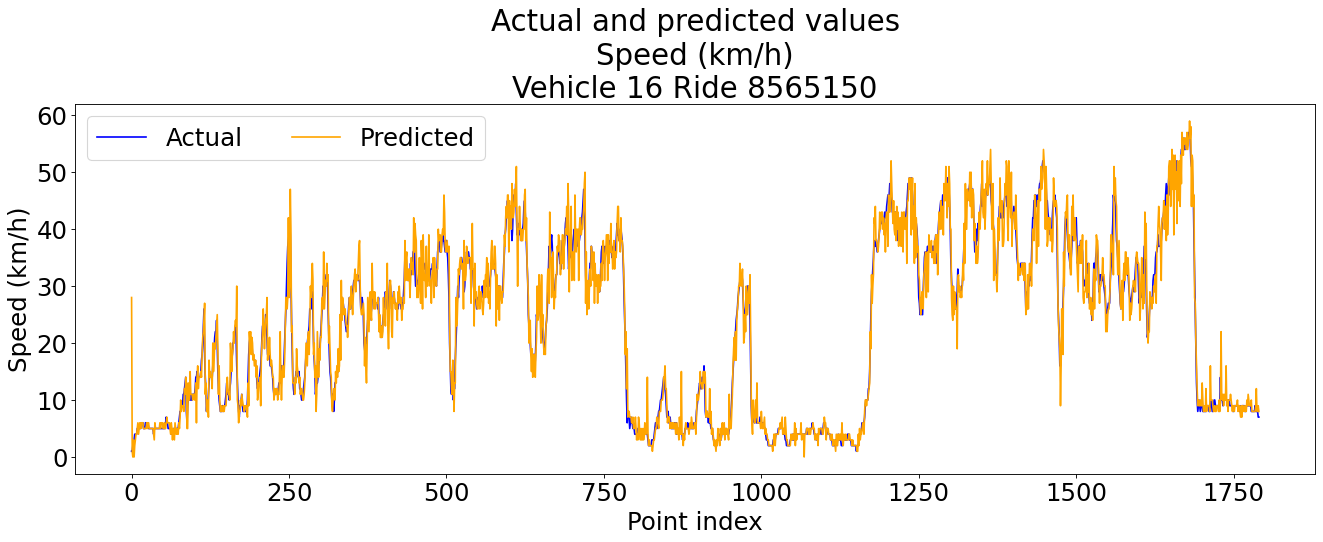 Actual and predicted values
Speed (km/h)
Vehicle 16 Ride 8565150
Actual
Predicted
Speed (km/h)
60
50
40
30
20
10
0
0 250 500 750 1000 1250 1500 1750
Point index